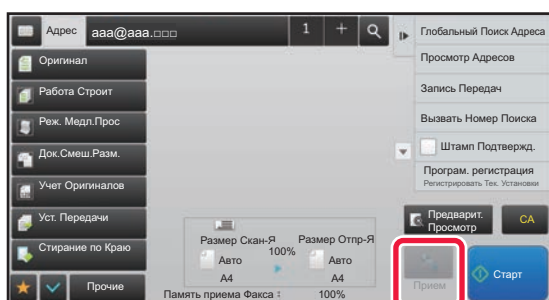 Адрес aaa@aaa.□□□ 1 +
Глобальный Поиск Адреса
Оригинал
Просмотр Адресов
Работа Строит
Запись Передач
Реж. Медл.Прос
Вызвать Номер Поиска
Док.Смеш.Разм.
Штамп Подтвержд.
Учет Оригиналов
Програм. регистрация
Регистрировать Тек. Установки
Уст. Передачи
Предварит.
Просмотр
CA
Стирание по Краю
Размер Скан-Я Размер Отпр-Я
100%
Авто Авто
A4 A4
Прочие
Память приема Факса : 100%
Прием
Старт